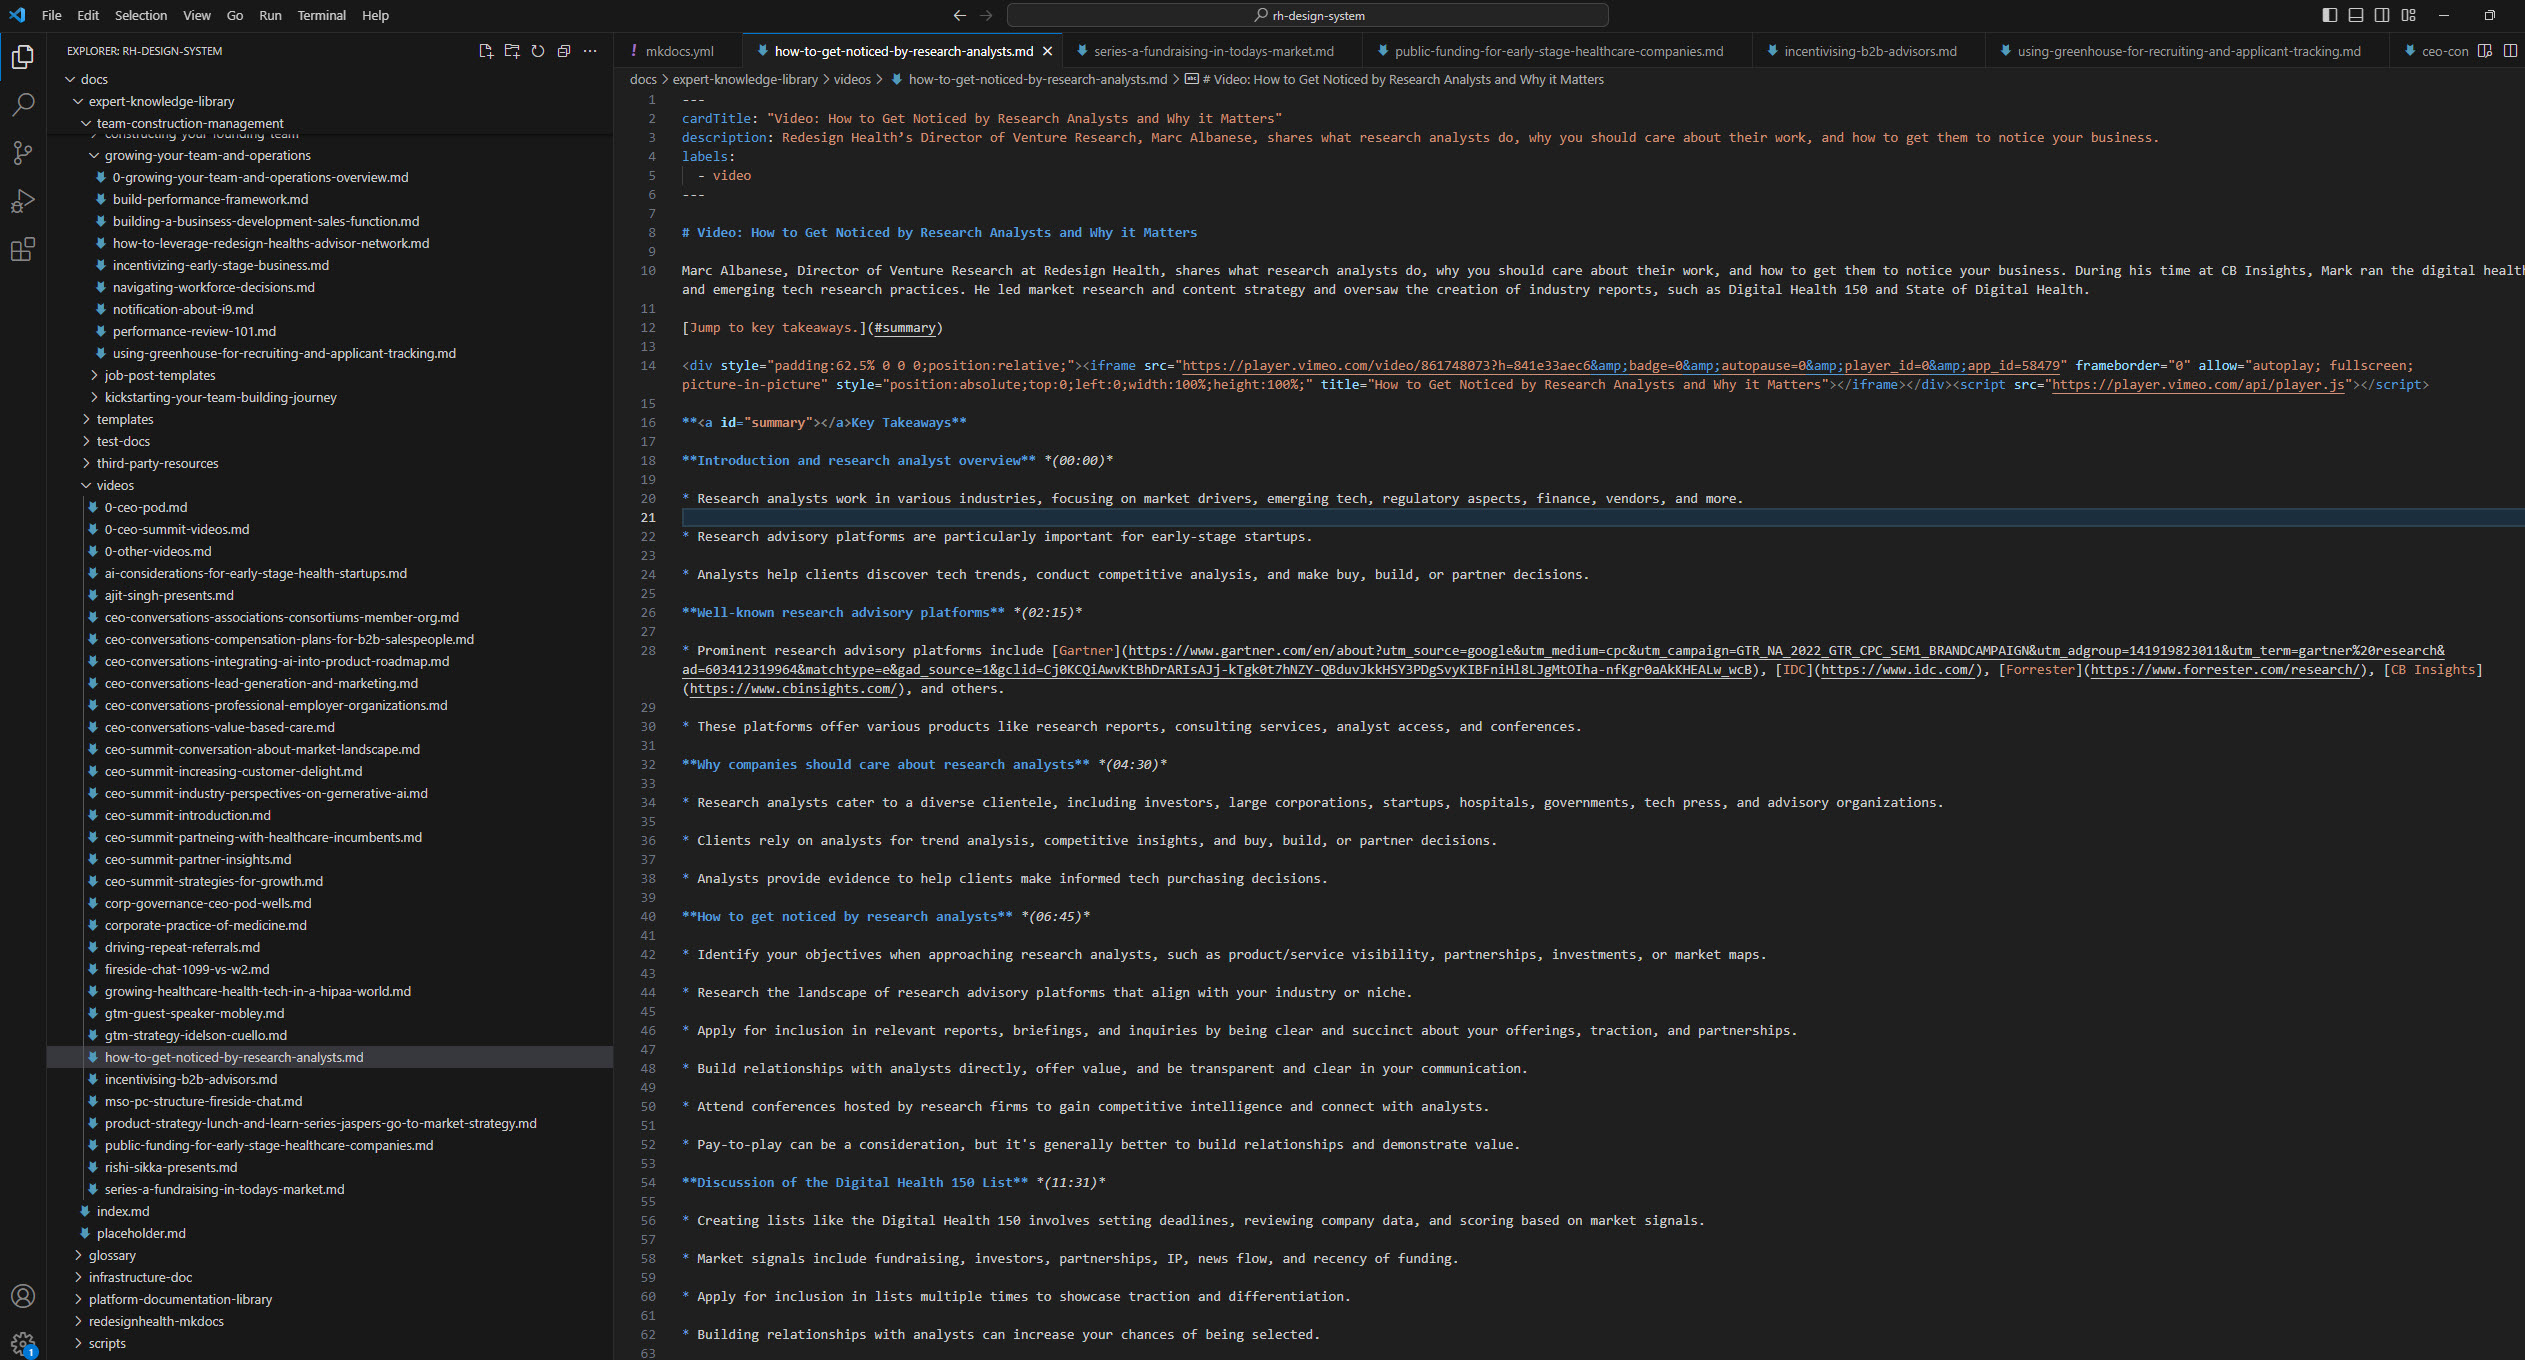 File Edit Selection View Go Run Terminal Help
rh-design-system
EXPLORER: RH-DESIGN-SYSTEM
docs
expert-knowledge-library
team-construction-management
constructing-your-founding-team
growing-your-team-and-operations
0-growing-your-team-and-operations-overview.md
build-performance-framework.md
building-a-businsess-development-sales-function.md
how-to-leverage-redesign-healths-advisor-network.md
incentivizing-early-stage-business.md
navigating-workforce-decisions.md
notification-about-i9.md
performance-review-101.md
using-greenhouse-for-recruiting-and-applicant-tracking.md
job-post-templates
kickstarting-your-team-building-journey
templates
test-docs
third-party-resources
videos
0-ceo-pod.md
0-ceo-summit-videos.md
0-other-videos.md
ai-considerations-for-early-stage-health-startups.md
ajit-singh-presents.md
ceo-conversations-associations-consortiums-member-org.md
ceo-conversations-compensation-plans-for-b2b-salespeople.md
ceo-conversations-integrating-ai-into-product-roadmap.md
ceo-conversations-lead-generation-and-marketing.md
ceo-conversations-professional-employer-organizations.md
ceo-conversations-value-based-care.md
ceo-summit-conversation-about-market-landscape.md
ceo-summit-increasing-customer-delight.md
ceo-summit-industry-perspectives-on-gernerative-ai.md
ceo-summit-introduction.md
ceo-summit-partneing-with-healthcare-incumbents.md
ceo-summit-partner-insights.md
ceo-summit-strategies-for-growth.md
corp-governance-ceo-pod-wells.md
corporate-practice-of-medicine.md
driving-repeat-referrals.md
fireside-chat-1099-vs-w2.md
growing-healthcare-health-tech-in-a-hipaa-world.md
gtm-guest-speaker-mobley.md
gtm-strategy-idelson-cuello.md
how-to-get-noticed-by-research-analysts.md
incentivising-b2b-advisors.md
mso-pc-structure-fireside-chat.md
product-strategy-lunch-and-learn-series-jaspers-go-to-market-strategy.md
public-funding-for-early-stage-healthcare-companies.md
rishi-sikka-presents.md
series-a-fundraising-in-todays-market.md
index.md
placeholder.md
glossary
infrastructure-doc
platform-documentation-library
redesignhealth-mkdocs
scripts
1
! mkdocs.yml how-to-get-noticed-by-research-analysts.md series-a-fundraising-in-todays-market.md public-funding-for-early-stage-healthcare-companies.md incentivising-b2b-advisors.md using-greenhouse-for-recruiting-and-applicant-tracking.md ceo-con
docs > expert-knowledge-library > videos > how-to-get-noticed-by-research-analysts.md > # Video: How to Get Noticed by Research Analysts and Why it Matters
1 ---
2 cardTitle: "Video: How to Get Noticed by Research Analysts and Why it Matters"
3 description: Redesign Health’s Director of Venture Research, Marc Albanese, shares what research analysts do, why you should care about their work, and how to get them to notice your business.
4 labels:
5 - video
6 ---
7
8 # Video: How to Get Noticed by Research Analysts and Why it Matters
9
10 Marc Albanese, Director of Venture Research at Redesign Health, shares what research analysts do, why you should care about their work, and how to get them to notice your business. During his time at CB Insights, Mark ran the digital health
and emerging tech research practices. He led market research and content strategy and oversaw the creation of industry reports, such as Digital Health 150 and State of Digital Health.
11
12 [Jump to key takeaways.](#summary)
13
14 <div style="padding:62.5% 0 0 0;position:relative;"><iframe src="https://player.vimeo.com/video/861748073?h=841e33aec6&amp;badge=0&amp;autopause=0&amp;player_id=0&amp;app_id=58479" frameborder="0" allow="autoplay; fullscreen;
picture-in-picture" style="position:absolute;top:0;left:0;width:100%;height:100%;" title="How to Get Noticed by Research Analysts and Why it Matters"></iframe></div><script src="https://player.vimeo.com/api/player.js"></script>
15
16 **<a id="summary"></a>Key Takeaways**
17
18 **Introduction and research analyst overview** *(00:00)*
19
20 * Research analysts work in various industries, focusing on market drivers, emerging tech, regulatory aspects, finance, vendors, and more.
21
22 * Research advisory platforms are particularly important for early-stage startups.
23
24 * Analysts help clients discover tech trends, conduct competitive analysis, and make buy, build, or partner decisions.
25
26 **Well-known research advisory platforms** *(02:15)*
27
28 * Prominent research advisory platforms include [Gartner](https://www.gartner.com/en/about?utm_source=google&utm_medium=cpc&utm_campaign=GTR_NA_2022_GTR_CPC_SEM1_BRANDCAMPAIGN&utm_adgroup=141919823011&utm_term=gartner%20research&
ad=603412319964&matchtype=e&gad_source=1&gclid=Cj0KCQiAwvKtBhDrARIsAJj-kTgk0t7hNZY-QBduvJkkHSY3PDgSvyKIBFniHl8LJgMtOIha-nfKgr0aAkKHEALw_wcB), [IDC](https://www.idc.com/), [Forrester](https://www.forrester.com/research/), [CB Insights]
(https://www.cbinsights.com/), and others.
29
30 * These platforms offer various products like research reports, consulting services, analyst access, and conferences.
31
32 **Why companies should care about research analysts** *(04:30)*
33
34 * Research analysts cater to a diverse clientele, including investors, large corporations, startups, hospitals, governments, tech press, and advisory organizations.
35
36 * Clients rely on analysts for trend analysis, competitive insights, and buy, build, or partner decisions.
37
38 * Analysts provide evidence to help clients make informed tech purchasing decisions.
39
40 **How to get noticed by research analysts** *(06:45)*
41
42 * Identify your objectives when approaching research analysts, such as product/service visibility, partnerships, investments, or market maps.
43
44 * Research the landscape of research advisory platforms that align with your industry or niche.
45
46 * Apply for inclusion in relevant reports, briefings, and inquiries by being clear and succinct about your offerings, traction, and partnerships.
47
48 * Build relationships with analysts directly, offer value, and be transparent and clear in your communication.
49
50 * Attend conferences hosted by research firms to gain competitive intelligence and connect with analysts.
51
52 * Pay-to-play can be a consideration, but it's generally better to build relationships and demonstrate value.
53
54 **Discussion of the Digital Health 150 List** *(11:31)*
55
56 * Creating lists like the Digital Health 150 involves setting deadlines, reviewing company data, and scoring based on market signals.
57
58 * Market signals include fundraising, investors, partnerships, IP, news flow, and recency of funding.
59
60 * Apply for inclusion in lists multiple times to showcase traction and differentiation.
61
62 * Building relationships with analysts can increase your chances of being selected.
63